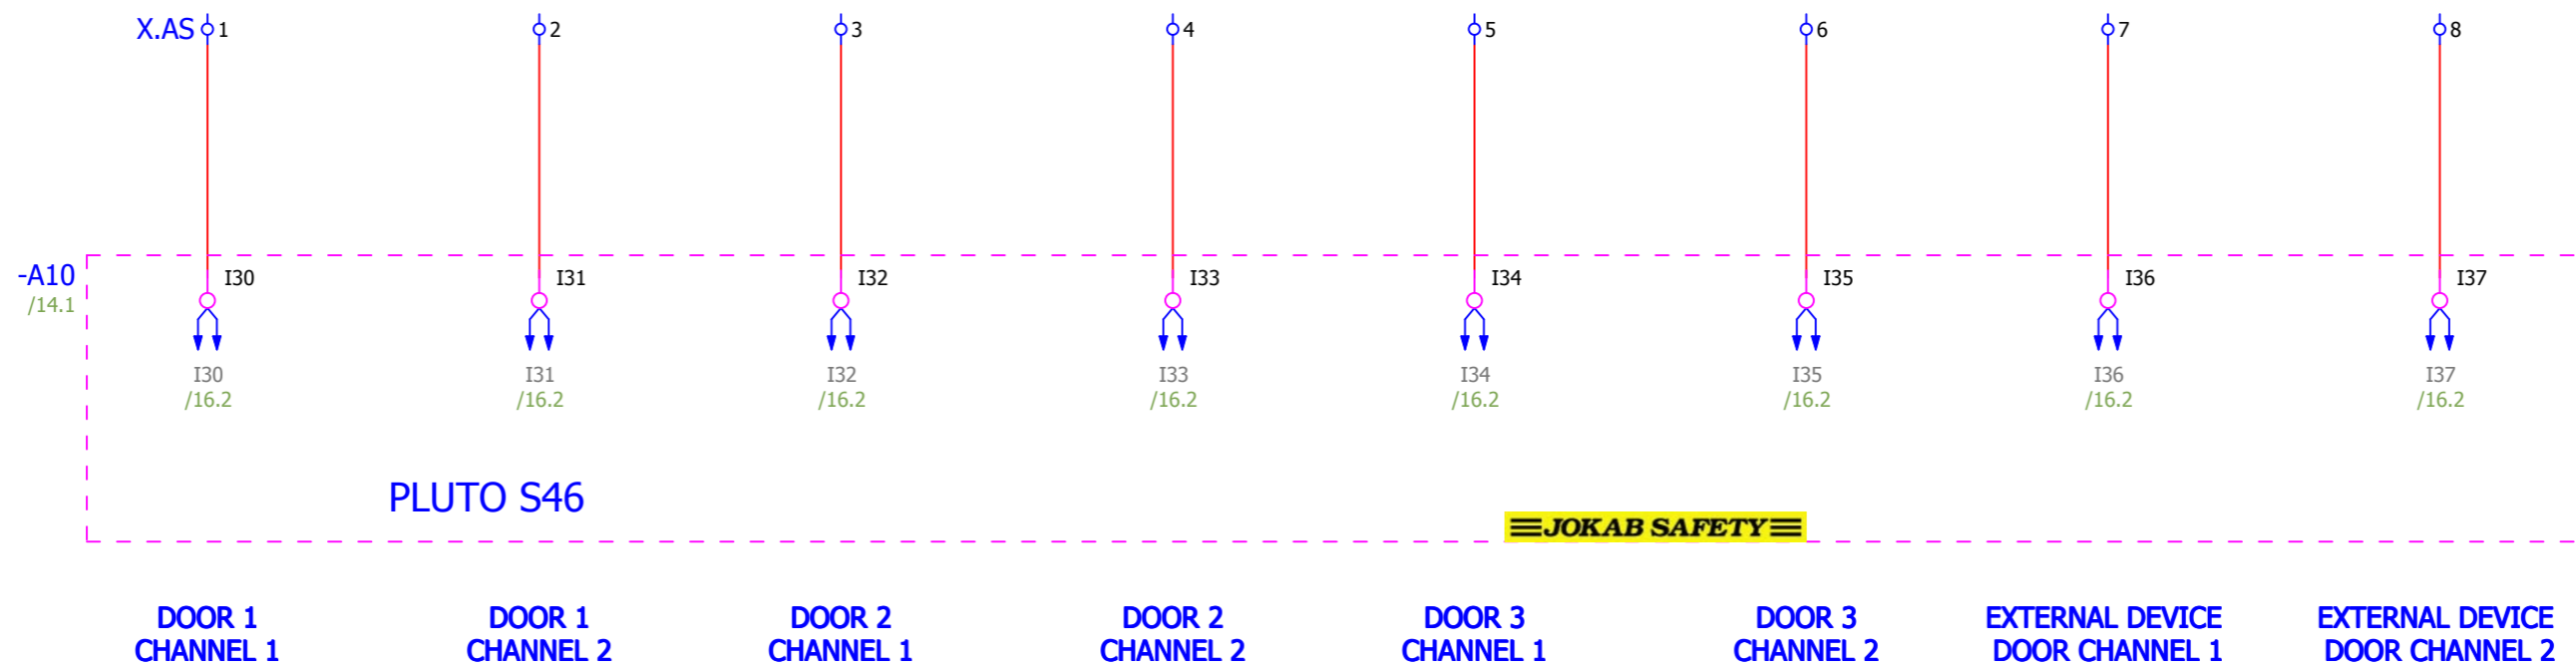 X.AS 1 2 3 4 5 6 7 8
-A10 I30 I31 I32 I33 I34 I35 I36 I37
/14.1
I30 I31 I32 I33 I34 I35 I36 I37
/16.2 /16.2 /16.2 /16.2 /16.2 /16.2 /16.2 /16.2
PLUTO S46
JOKAB SAFETY
DOOR 1 DOOR 1 DOOR 2 DOOR 2 DOOR 3 DOOR 3 EXTERNAL DEVICE EXTERNAL DEVICE
CHANNEL 1 CHANNEL 2 CHANNEL 1 CHANNEL 2 CHANNEL 1 CHANNEL 2 DOOR CHANNEL 1 DOOR CHANNEL 2